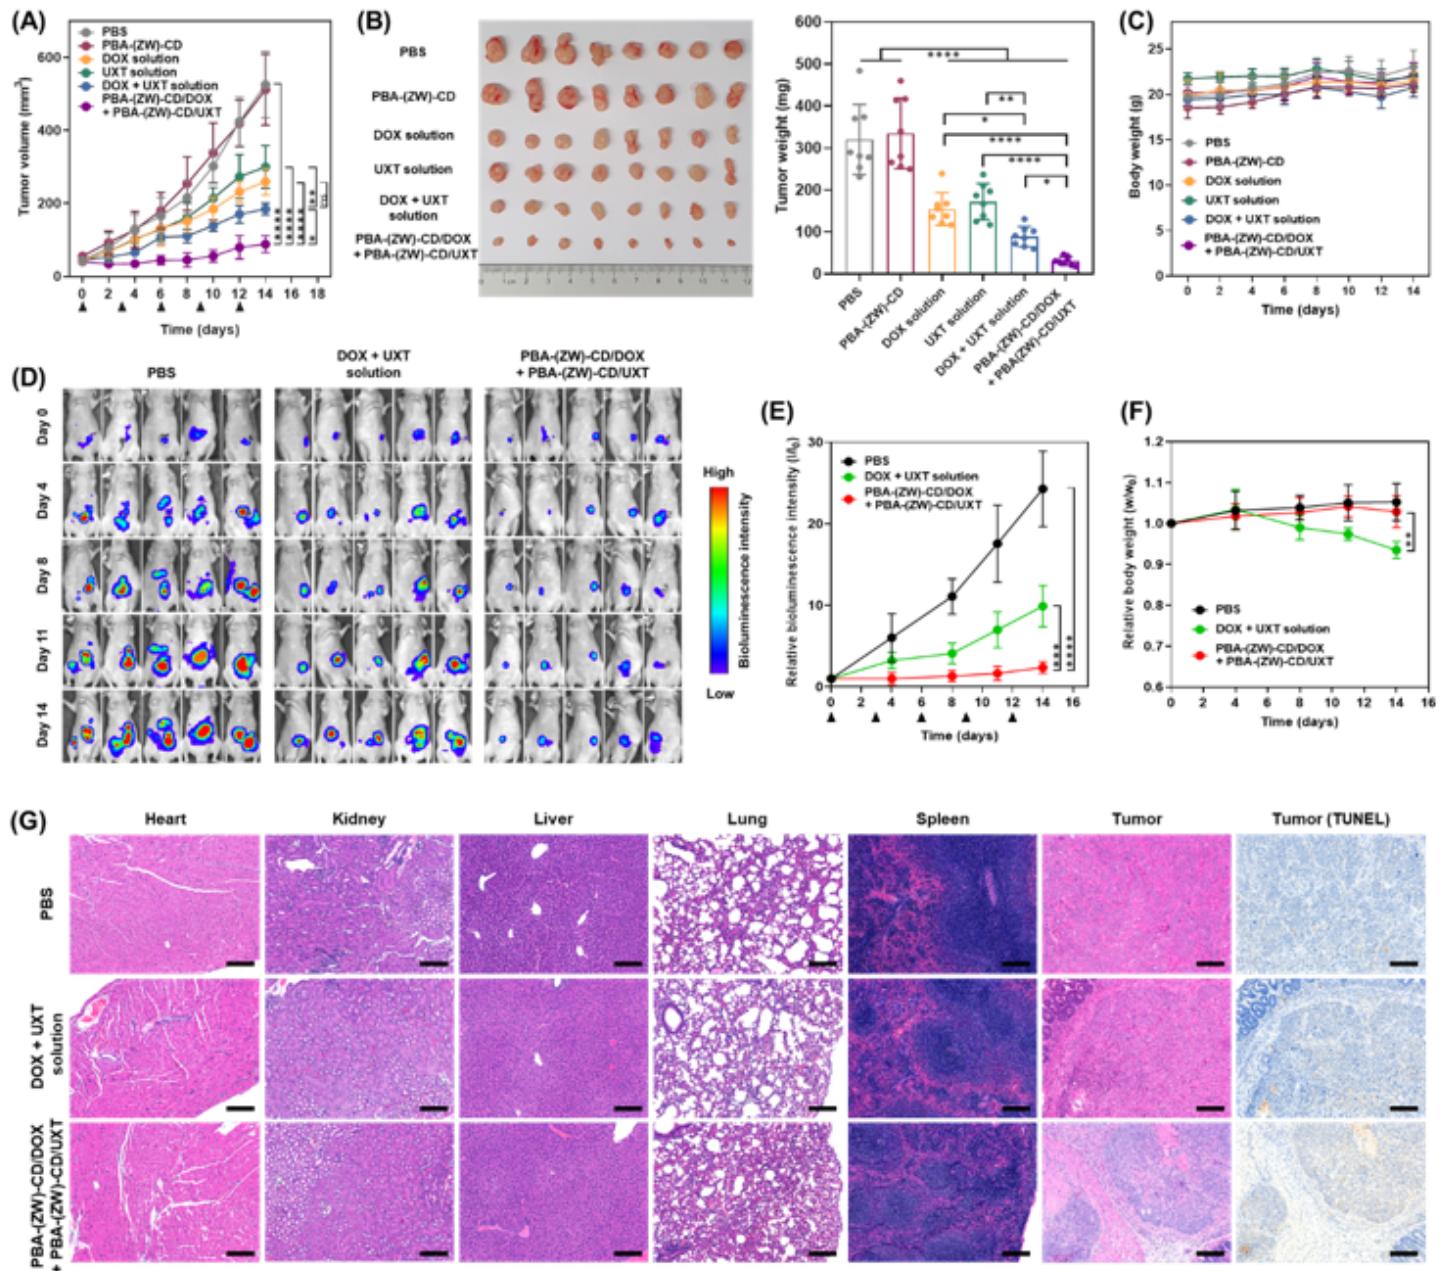 (A)
PBS
PBA-(ZW)-CD
DOX solution
UXT solution
DOX + UXT solution
PBA-(ZW)-CD/DOX
+ PBA-(ZW)-CD/UXT
Tumor volume (mm³)
600
400
200
0
0 2 4 6 8 10 12 14 16 18
Time (days)
****
****
****
**
*
ns
(B)
PBS
PBA-(ZW)-CD
DOX solution
UXT solution
DOX + UXT
solution
PBA-(ZW)-CD/DOX
+ PBA-(ZW)-CD/UXT
Tumor weight (mg)
600
500
400
300
200
100
0
****
**
*
****
****
*
PBS
PBA-(ZW)-CD
DOX solution
UXT solution
DOX + UXT solution
PBA-(ZW)-CD/DOX
+ PBA(ZW)-CD/UXT
(C)
Body weight (g)
25
20
15
10
5
0
PBS
PBA-(ZW)-CD
DOX solution
UXT solution
DOX + UXT solution
PBA-(ZW)-CD/DOX
+ PBA-(ZW)-CD/UXT
0 2 4 6 8 10 12 14
Time (days)
(D)
PBS
DOX + UXT
solution
PBA-(ZW)-CD/DOX
+ PBA-(ZW)-CD/UXT
Day 0
Day 4
Day 8
Day 11
Day 14
High
Bioluminescence intensity
Low
(E)
Relative bioluminescence intensity (I/I₀)
30
20
10
0
PBS
DOX + UXT solution
PBA-(ZW)-CD/DOX
+ PBA-(ZW)-CD/UXT
****
****
0 2 4 6 8 10 12 14 16
Time (days)
(F)
Relative body weight (w/w₀)
1.2
1.1
1.0
0.9
0.8
0.7
0.6
**
PBS
DOX + UXT solution
PBA-(ZW)-CD/DOX
+ PBA-(ZW)-CD/UXT
0 2 4 6 8 10 12 14 16
Time (days)
(G)
Heart Kidney Liver Lung Spleen Tumor Tumor (TUNEL)
PBS
DOX + UXT
solution
PBA-(ZW)-CD/DOX
+ PBA-(ZW)-CD/UXT